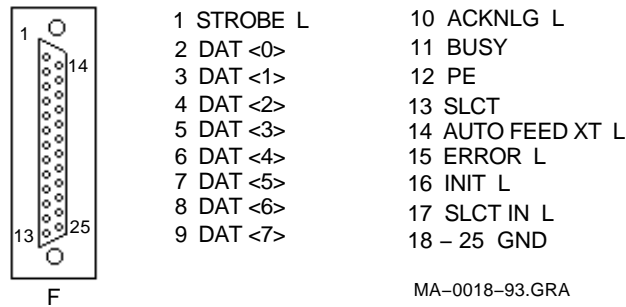 1
14
13
25
F
1 STROBE L
2 DAT <0>
3 DAT <1>
4 DAT <2>
5 DAT <3>
6 DAT <4>
7 DAT <5>
8 DAT <6>
9 DAT <7>
10 ACKNLG L
11 BUSY
12 PE
13 SLCT
14 AUTO FEED XT L
15 ERROR L
16 INIT L
17 SLCT IN L
18 – 25 GND
MA–0018–93.GRA